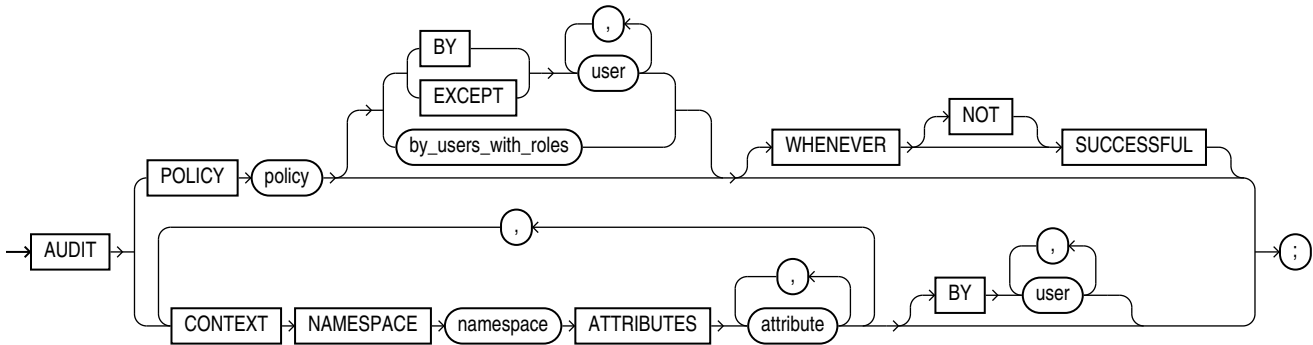 ,
BY
user
EXCEPT
NOT
by_users_with_roles
WHENEVER
SUCCESSFUL
POLICY
policy
,
AUDIT
,
;
,
BY
user
CONTEXT
NAMESPACE
namespace
ATTRIBUTES
attribute